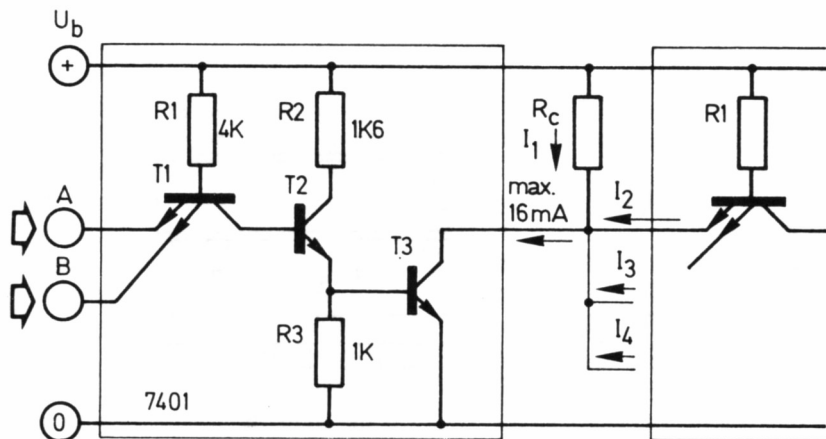 Ub
+
R1
4K
R2
1K6
Rc
I1
R1
T1
T2
max.
16mA
I2
A
T3
B
I3
R3
1K
I4
7401
0